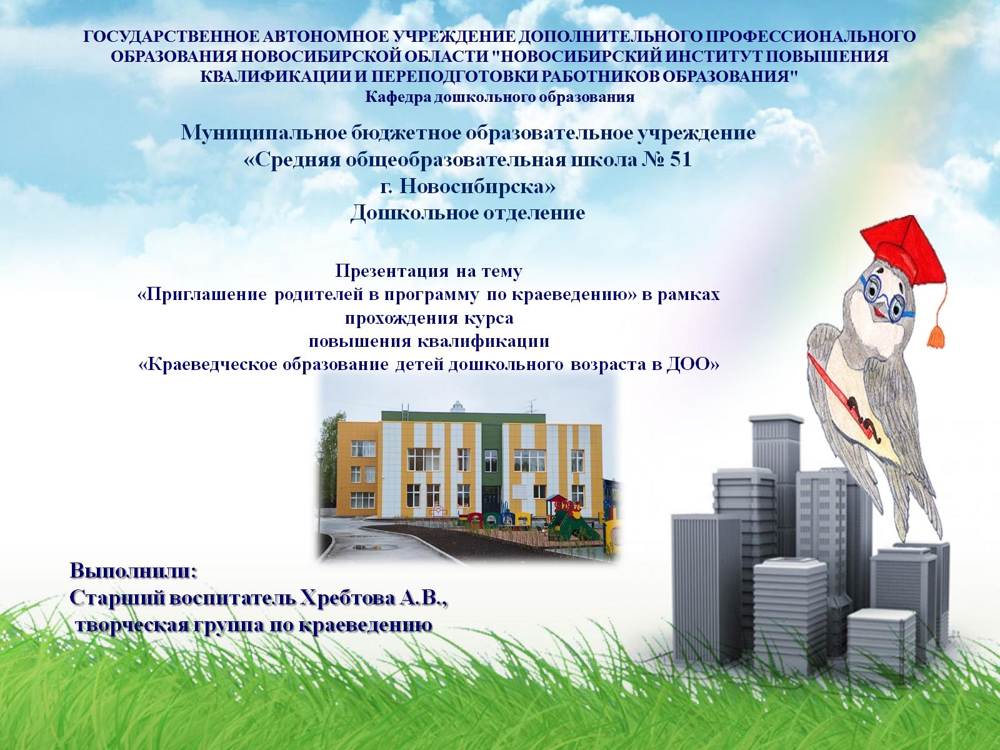 ГОСУДАРСТВЕННОЕ АВТОНОМНОЕ УЧРЕЖДЕНИЕ ДОПОЛНИТЕЛЬНОГО ПРОФЕССИОНАЛЬНОГО
ОБРАЗОВАНИЯ НОВОСИБИРСКОЙ ОБЛАСТИ "НОВОСИБИРСКИЙ ИНСТИТУТ ПОВЫШЕНИЯ
КВАЛИФИКАЦИИ И ПЕРЕПОДГОТОВКИ РАБОТНИКОВ ОБРАЗОВАНИЯ"
Кафедра дошкольного образования
Муниципальное бюджетное образовательное учреждение
«Средняя общеобразовательная школа № 51
г. Новосибирска»
Дошкольное отделение
Презентация на тему
«Приглашение родителей в программу по краеведению» в рамках
прохождения курса
повышения квалификации
«Краеведческое образование детей дошкольного возраста в ДОО»
Выполнили:
Старший воспитатель Хребтова А.В.,
творческая группа по краеведению